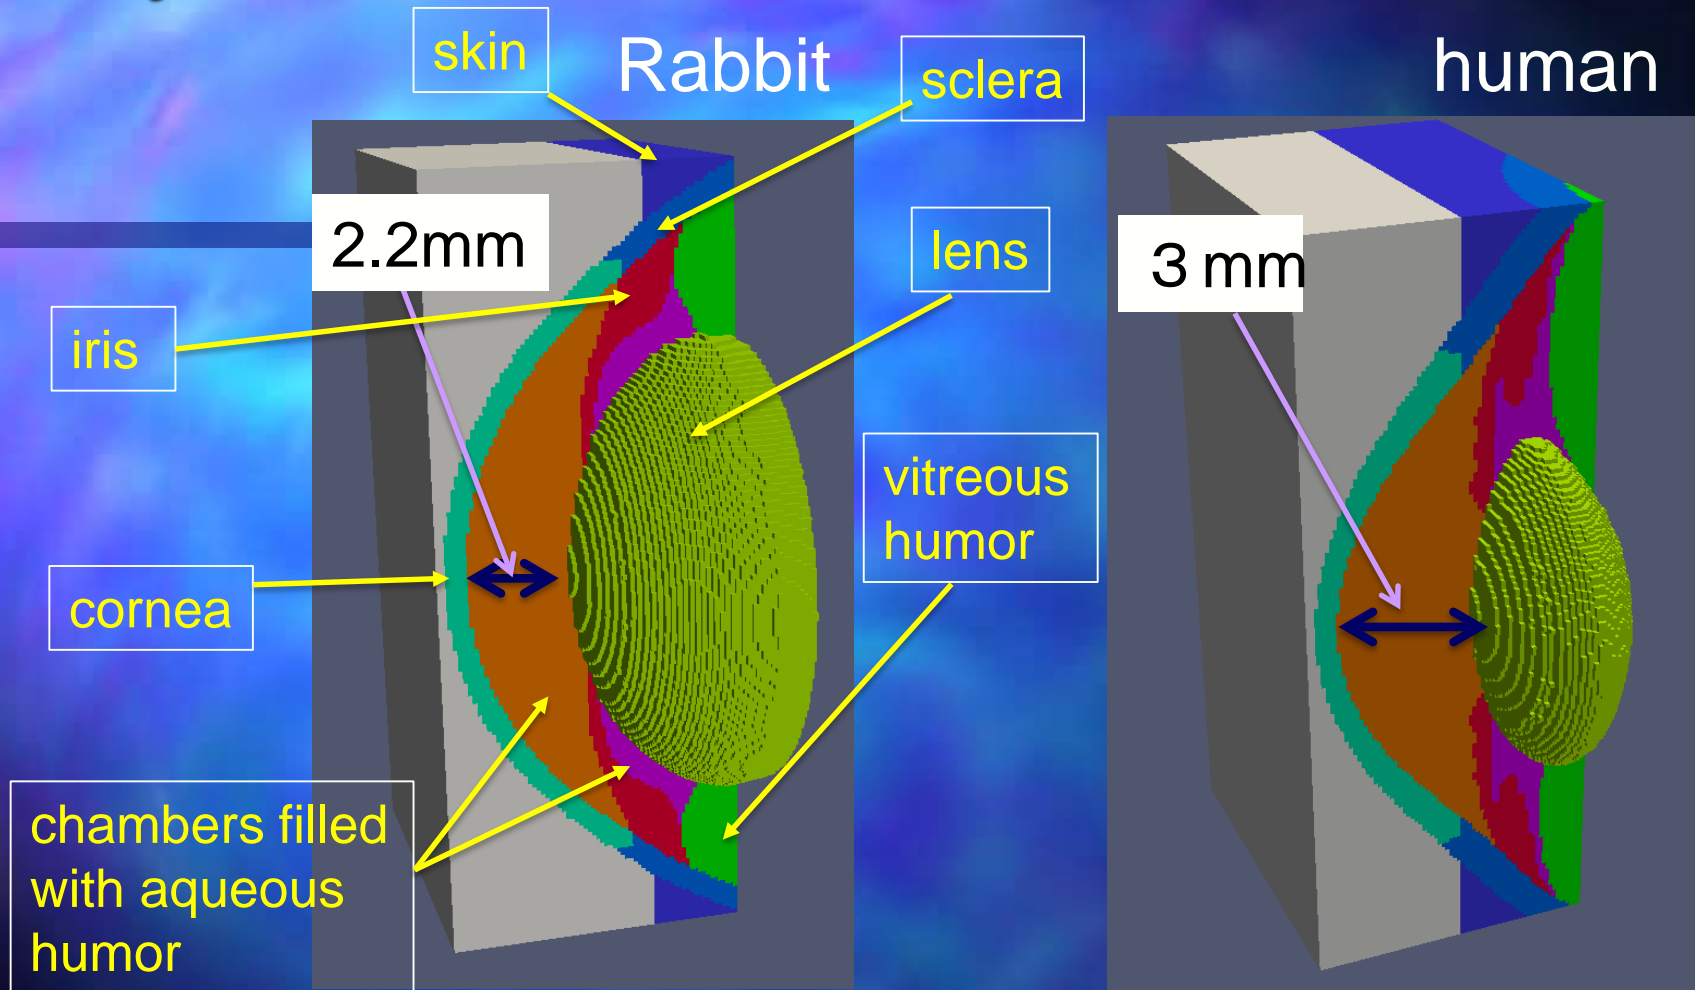 skin
Rabbit
sclera
human
2.2mm
lens
3 mm
iris
vitreous
humor
cornea
chambers filled
with aqueous
humor